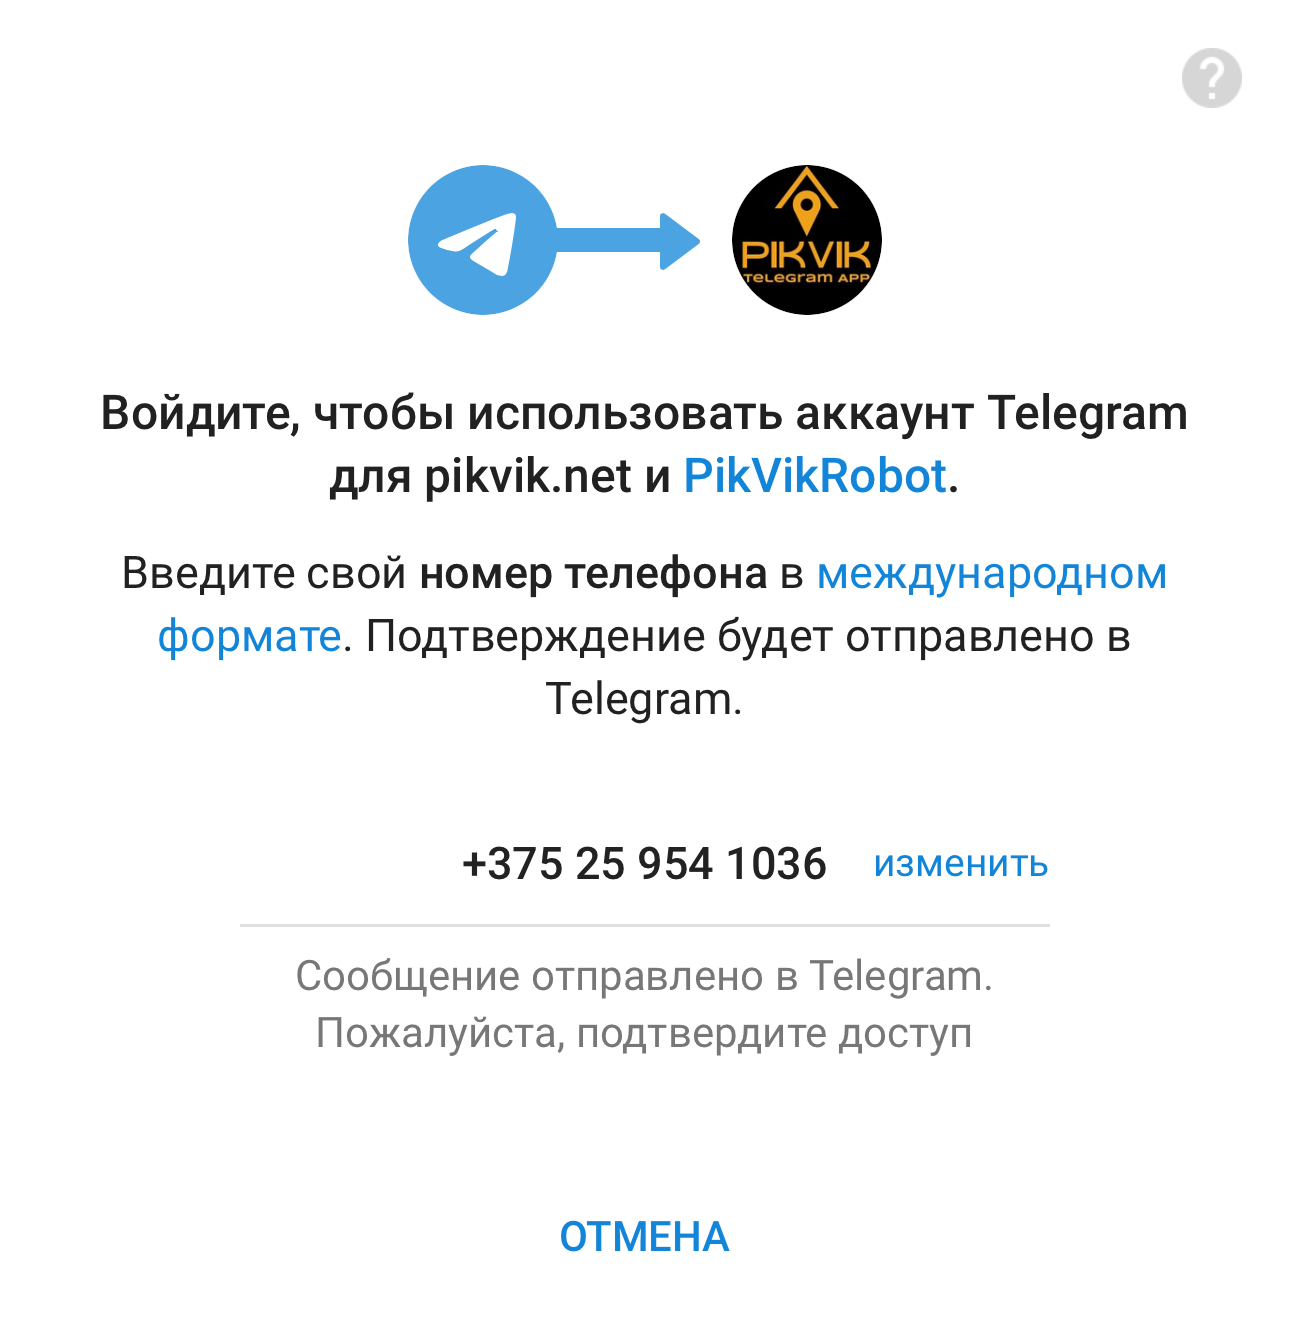 ?
PIKVIK
Telegram APP
Войдите, чтобы использовать аккаунт Telegram
для pikvik.net и PikVikRobot.
Введите свой номер телефона в международном
формате. Подтверждение будет отправлено в
Telegram.
+375 25 954 1036 изменить
Сообщение отправлено в Telegram.
Пожалуйста, подтвердите доступ
ОТМЕНА